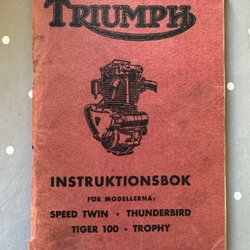 TRIUMPH
INSTRUKTIONSBOK
FÖR MODELLERNA:
SPEED TWIN · THUNDERBIRD
TIGER 100 · TROPHY